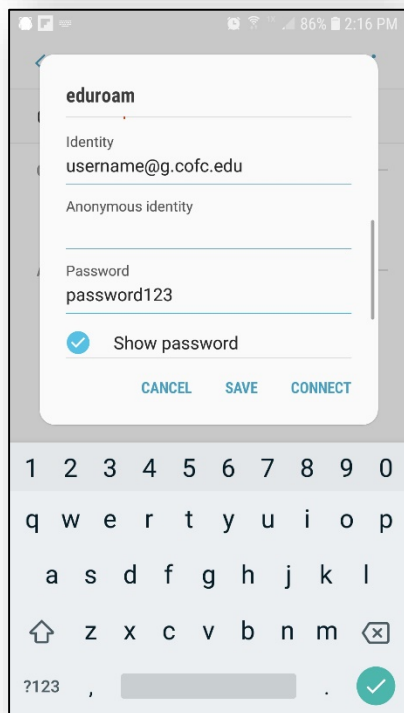 86% 2:16 PM
eduroam
Identity
username@g.cofc.edu
Anonymous identity
Password
password123
Show password
CANCEL SAVE CONNECT
1 2 3 4 5 6 7 8 9 0
q w e r t y u i o p
a s d f g h j k l
z x c v b n m
?123 , .